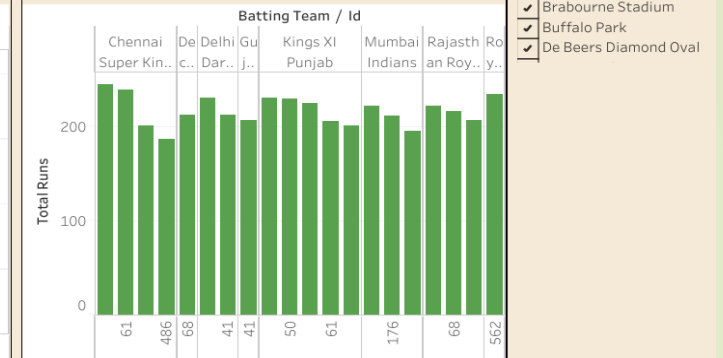 Batting Team / Id
Chennai Super Kin..
De c..
Delhi Dar..
Gu j..
Kings XI Punjab
Mumbai Indians
Rajasth an Roy..
Ro y..
Total Runs
200
100
0
61
486
68
41
41
50
61
176
68
562
Brabourne Stadium
Buffalo Park
De Beers Diamond Oval